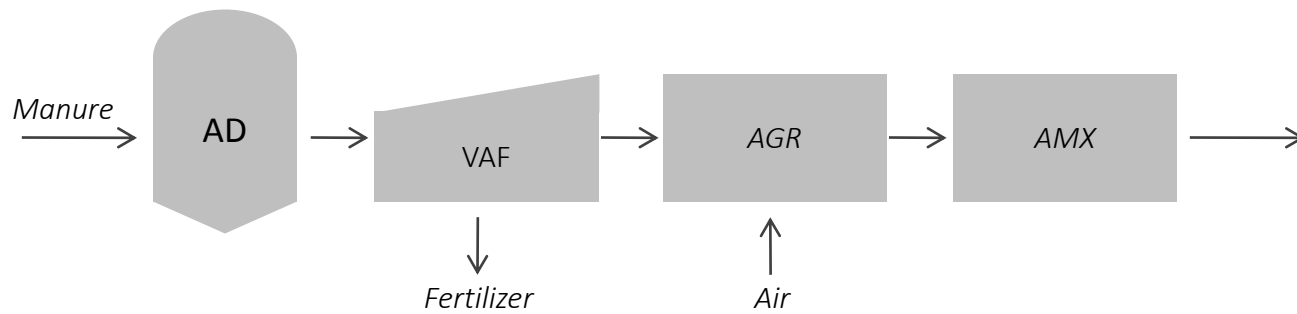 Manure
AD
VAF
AGR
AMX
Fertilizer
Air